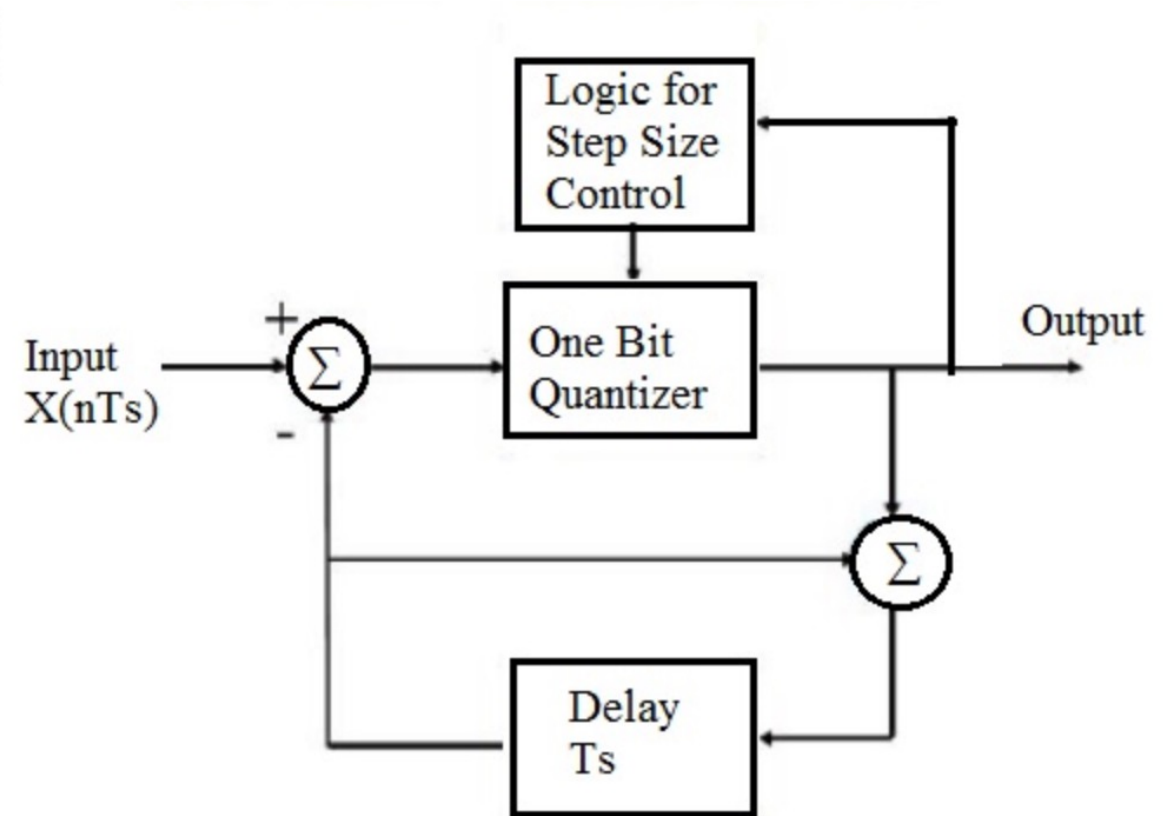 Logic for
Step Size
Control
+
Input
X(nTs)
Σ
-
One Bit
Quantizer
Output
Σ
Delay
Ts